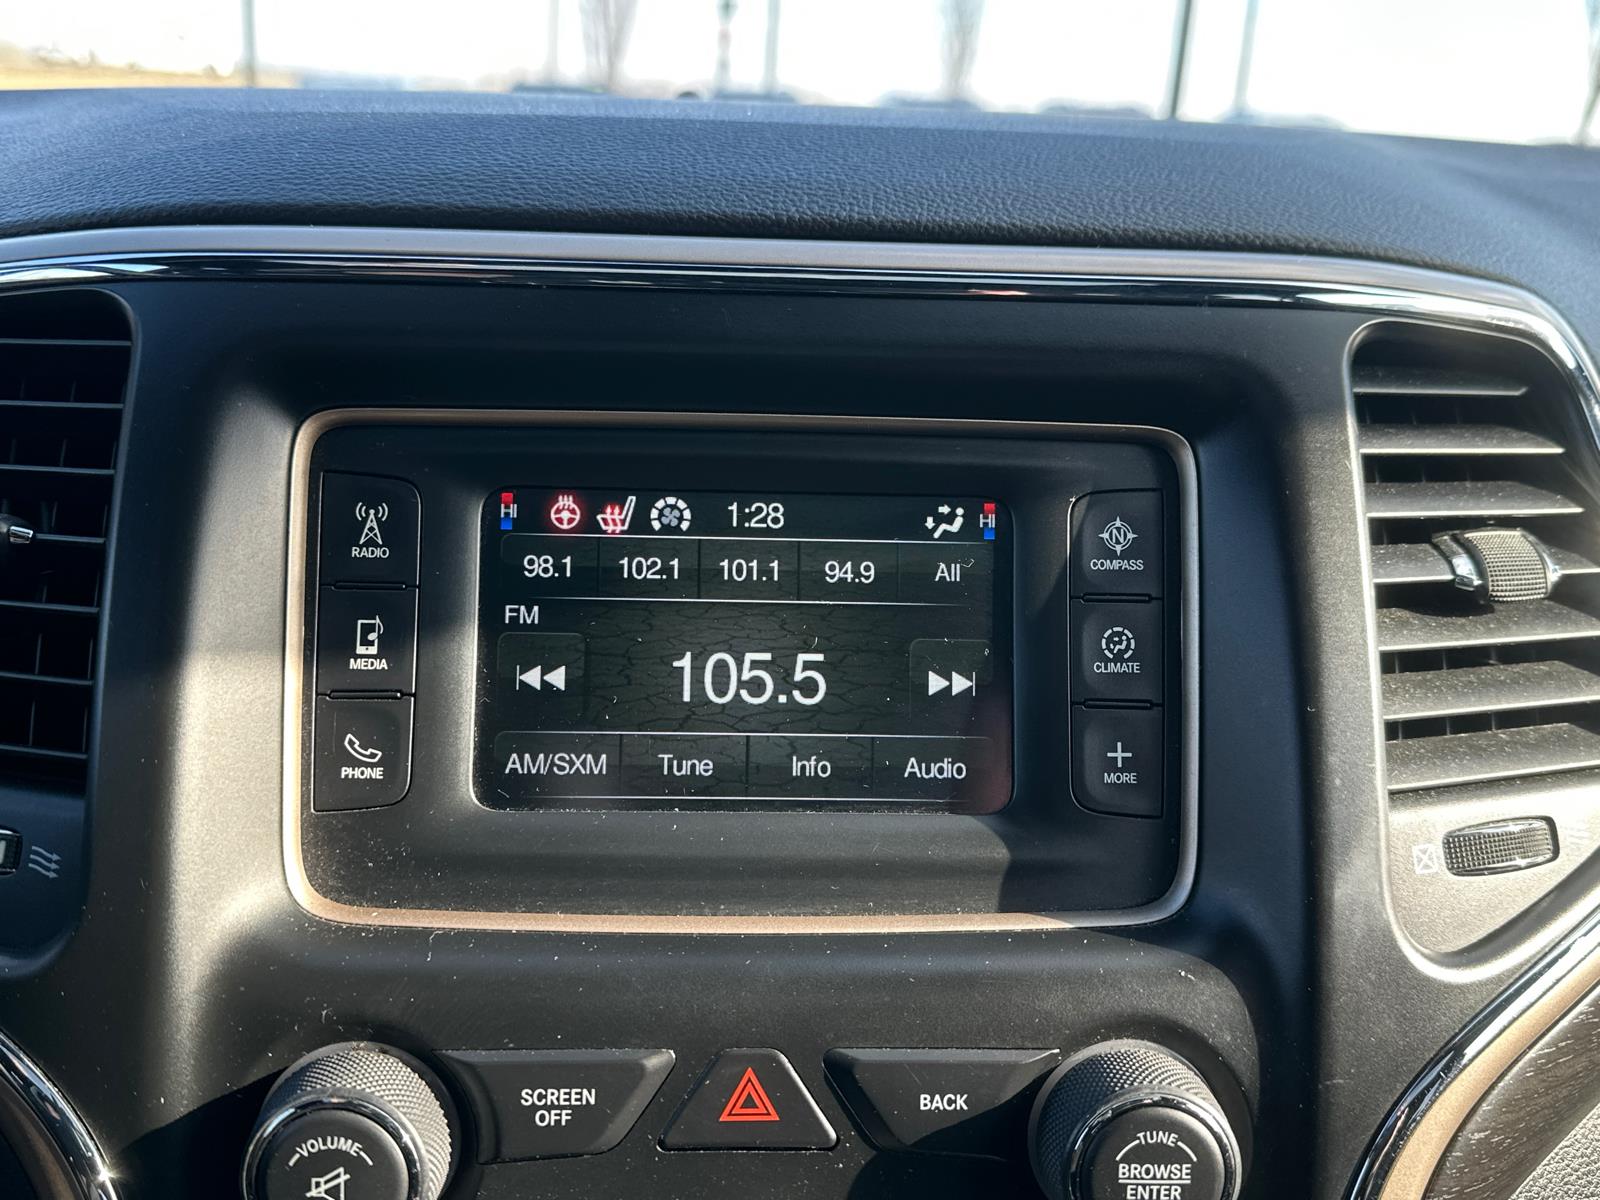 HI 1:28 HI
98.1 102.1 101.1 94.9 All
FM
105.5
AM/SXM Tune Info Audio
RADIO
MEDIA
PHONE
N
COMPASS
CLIMATE
MORE
SCREEN
OFF
BACK
VOLUME
TUNE
BROWSE
ENTER